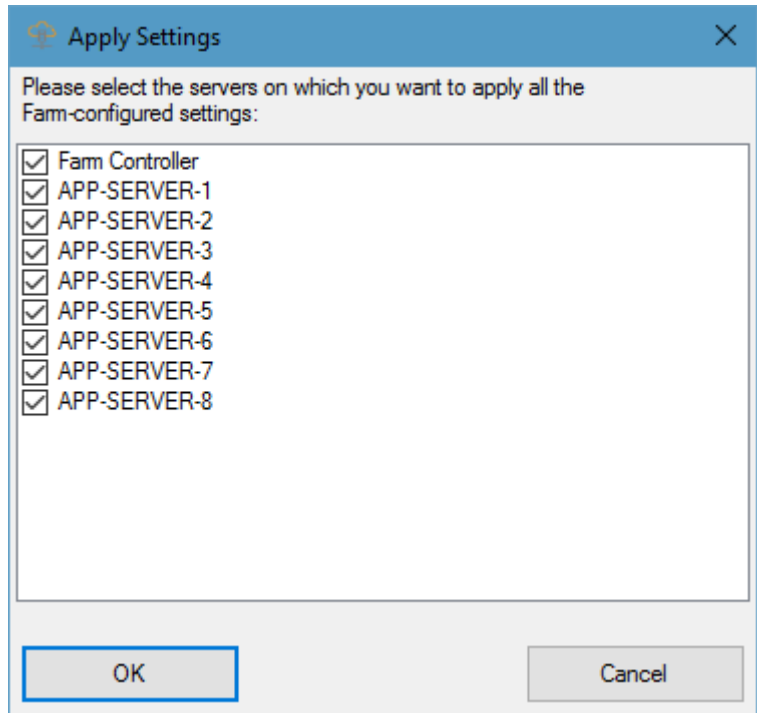 Apply Settings
Please select the servers on which you want to apply all the
Farm-configured settings:
Farm Controller
APP-SERVER-1
APP-SERVER-2
APP-SERVER-3
APP-SERVER-4
APP-SERVER-5
APP-SERVER-6
APP-SERVER-7
APP-SERVER-8
OK
Cancel